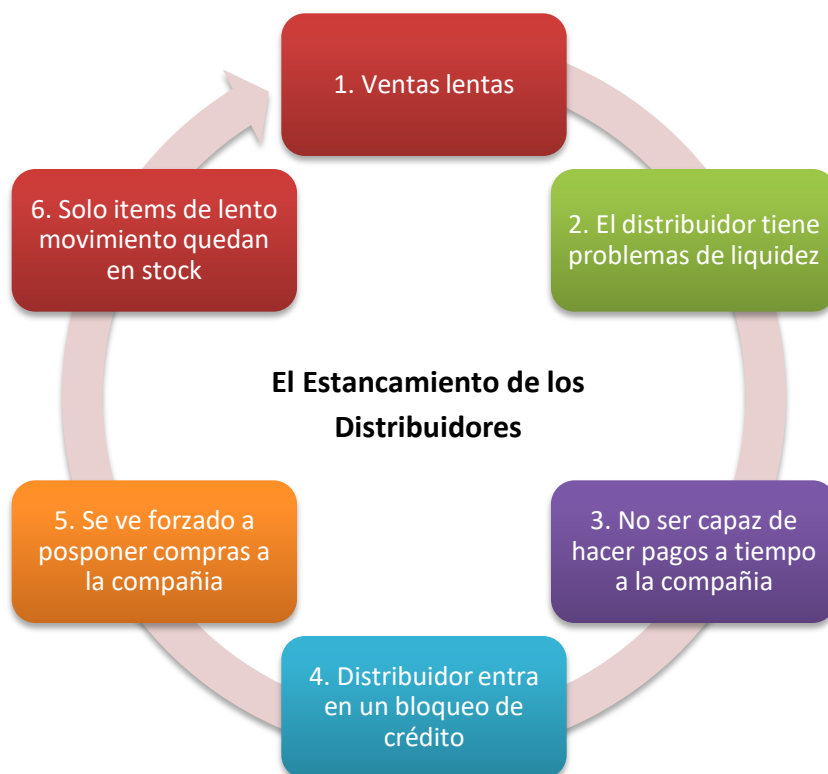 1. Ventas lentas
2. El distribuidor tiene
problemas de liquidez
3. No ser capaz de
hacer pagos a tiempo
a la compañia
4. Distribuidor entra
en un bloqueo de
crédito
5. Se ve forzado a
posponer compras a
la compañia
6. Solo items de lento
movimiento quedan
en stock
El Estancamiento de los
Distribuidores